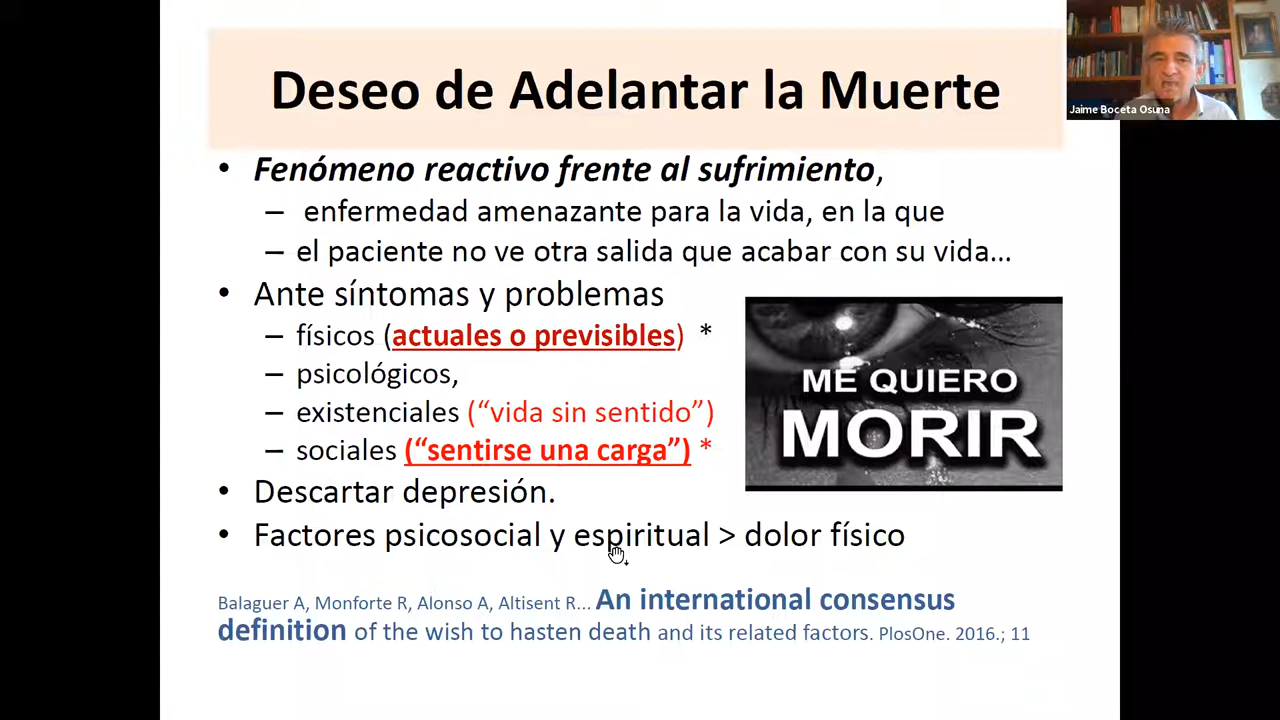 Deseo de Adelantar la Muerte
Jaime Boceta Osuna
• Fenómeno reactivo frente al sufrimiento,
– enfermedad amenazante para la vida, en la que
– el paciente no ve otra salida que acabar con su vida...
• Ante síntomas y problemas
– físicos (actuales o previsibles) *
– psicológicos,
– existenciales (“vida sin sentido”)
– sociales (“sentirse una carga”) *
ME QUIERO
MORIR
• Descartar depresión.
• Factores psicosocial y espiritual > dolor físico
Balaguer A, Monforte R, Alonso A, Altisent R... An international consensus
definition of the wish to hasten death and its related factors. PlosOne. 2016.; 11